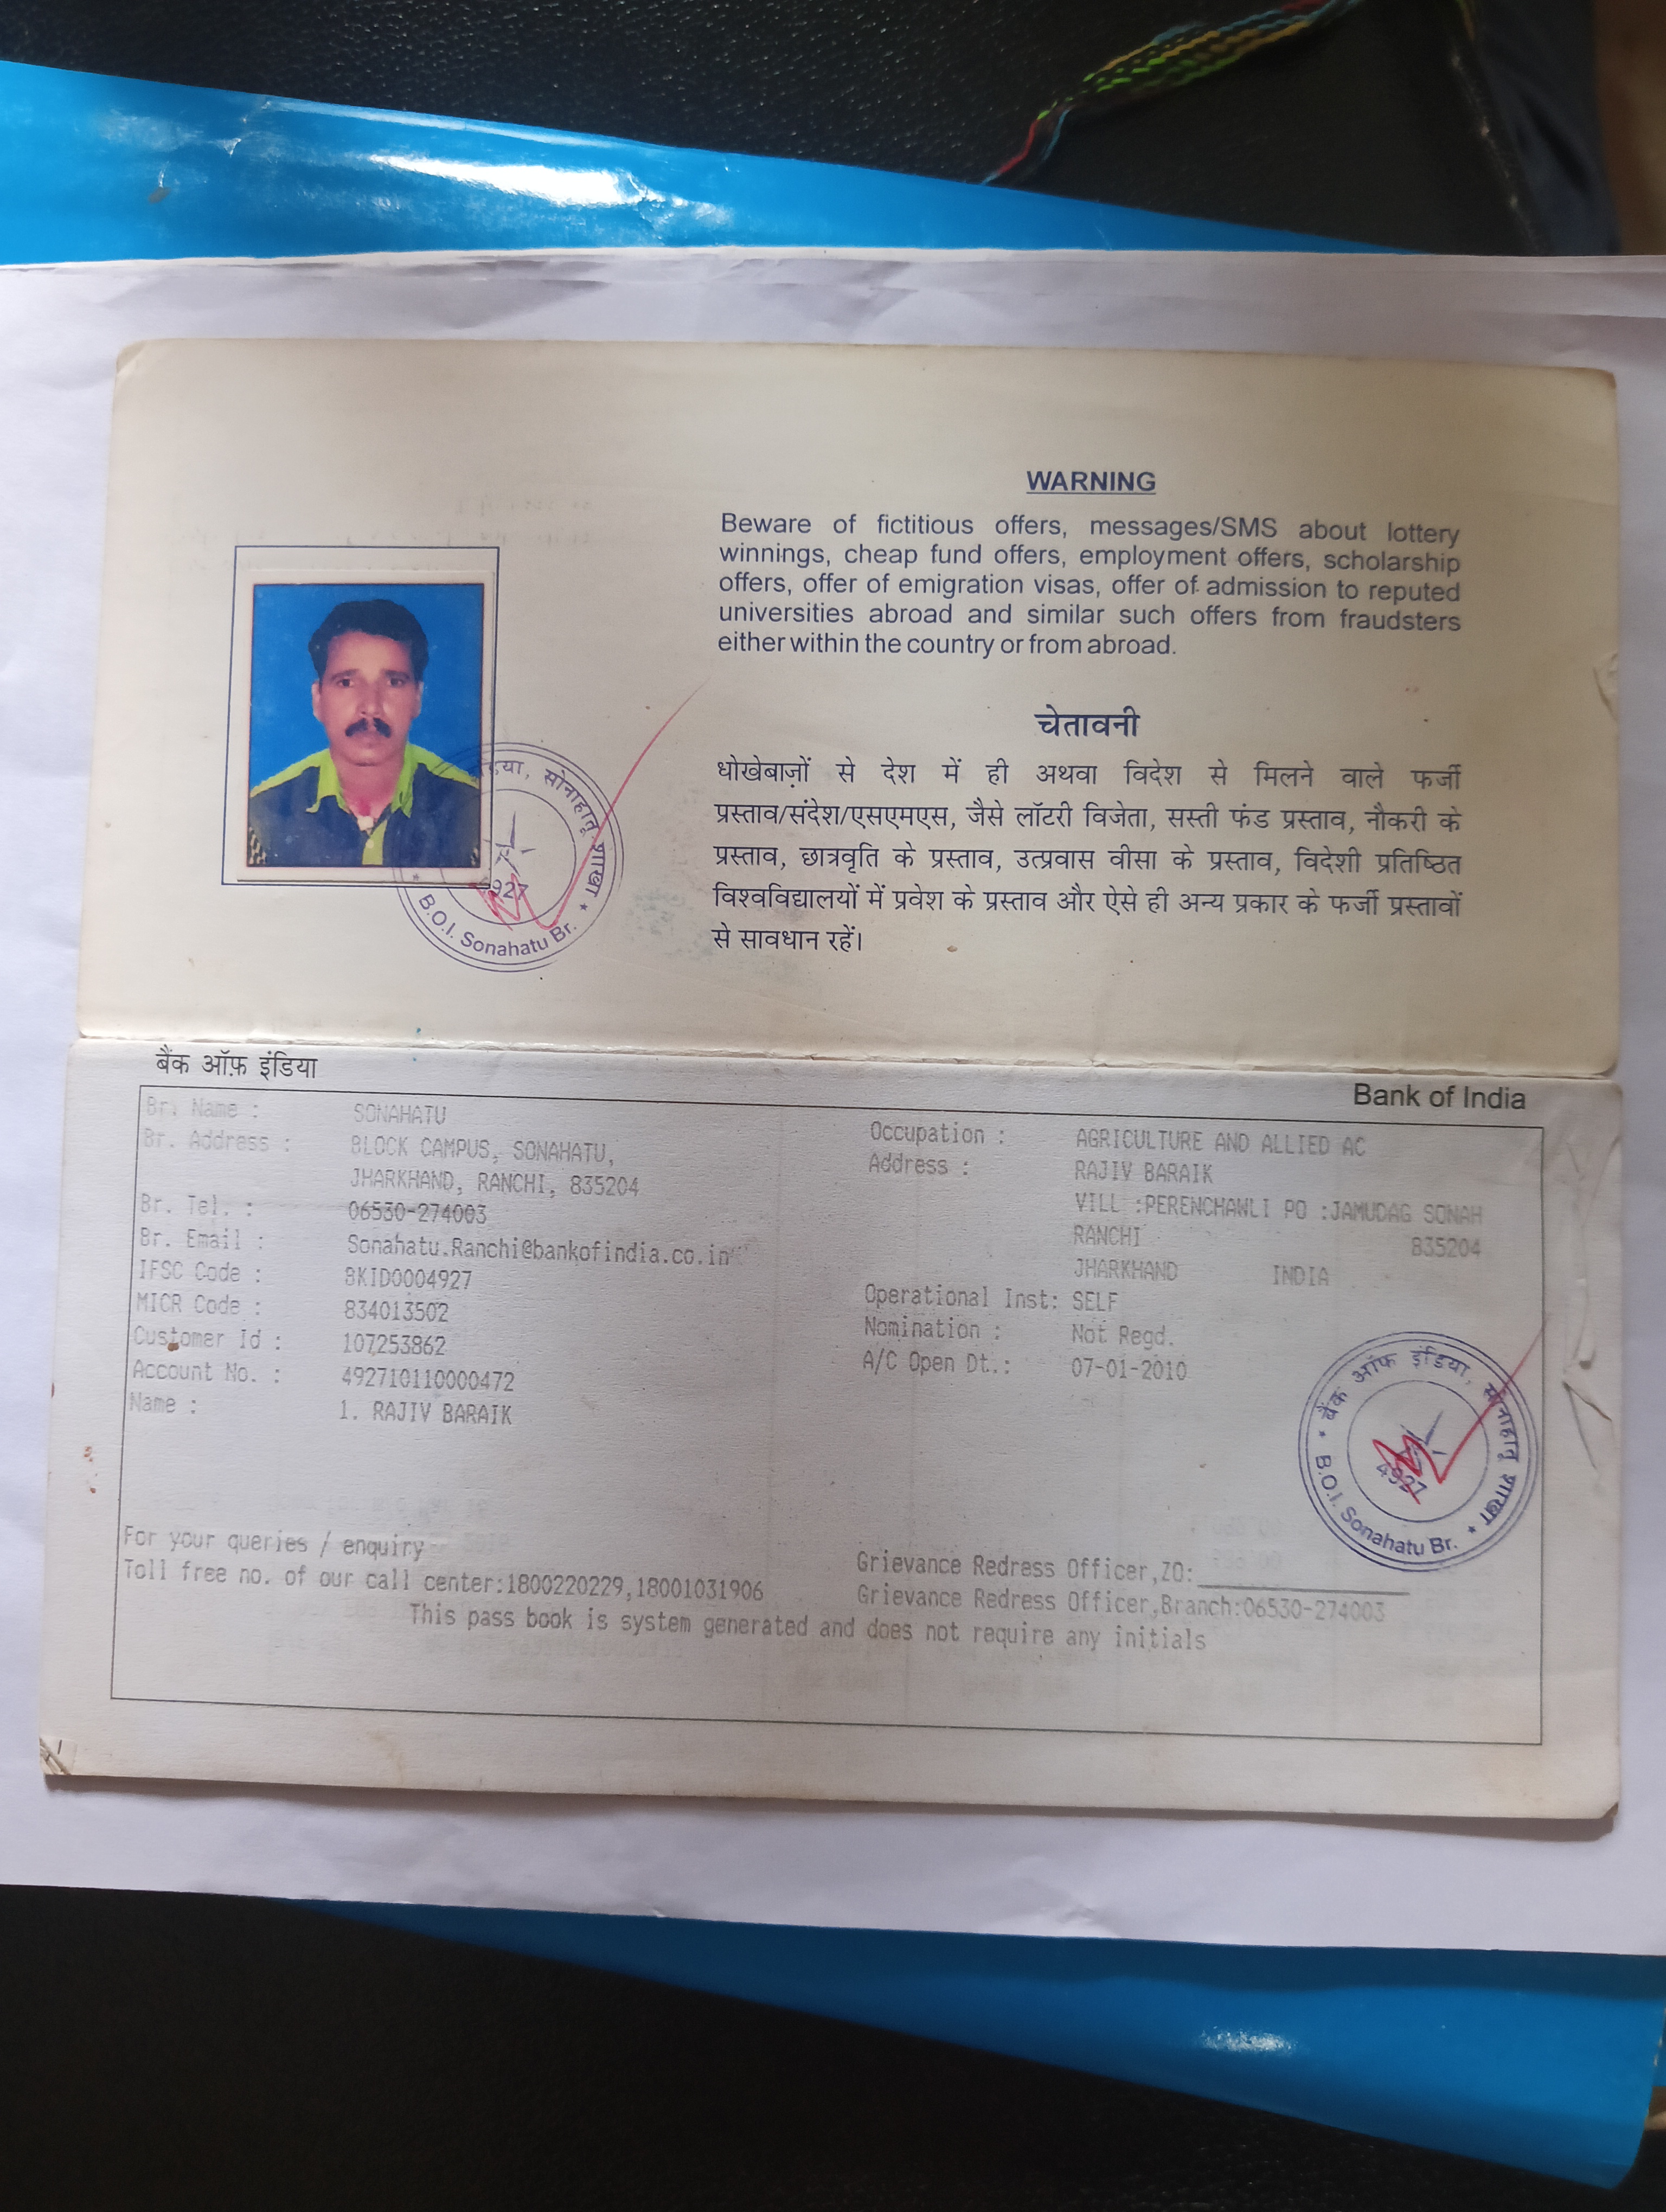 WARNING
Beware of fictitious offers, messages/SMS about lottery
winnings, cheap fund offers, employment offers, scholarship
offers, offer of emigration visas, offer of admission to reputed
universities abroad and similar such offers from fraudsters
either within the country or from abroad.
चेतावनी
धोखेबाज़ों से देश में ही अथवा विदेश से मिलने वाले फर्जी
प्रस्ताव/संदेश/एसएमएस, जैसे लॉटरी विजेता, सस्ती फंड प्रस्ताव, नौकरी के
प्रस्ताव, छात्रवृति के प्रस्ताव, उत्प्रवास वीसा के प्रस्ताव, विदेशी प्रतिष्ठित
विश्वविद्यालयों में प्रवेश के प्रस्ताव और ऐसे ही अन्य प्रकार के फर्जी प्रस्तावों
से सावधान रहें।
इंडिया, सोनाहातू शाखा
927
B.O.I. Sonahatu Br.
बैंक ऑफ़ इंडिया
Bank of India
Br. Name : SONAHATU
Br. Address : BLOCK CAMPUS, SONAHATU,
JHARKHAND, RANCHI, 835204
Br. Tel. : 06530-274003
Br. Email : Sonahatu.Ranchi@bankofindia.co.in
IFSC Code : BKID0004927
MICR Code : 834013502
Customer Id : 107253862
Account No. : 492710110000472
Name : 1. RAJIV BARAIK
Occupation : AGRICULTURE AND ALLIED AC
Address : RAJIV BARAIK
VILL :PERENCHAWLI PO :JAMUDAG SONAH
RANCHI 835204
JHARKHAND INDIA
Operational Inst: SELF
Nomination : Not Regd.
A/C Open Dt.: 07-01-2010
बैंक ऑफ इंडिया, सोनाहातू शाखा
4927
B.O.I. Sonahatu Br.
For your queries / enquiry
Toll free no. of our call center:1800220229,18001031906
Grievance Redress Officer,ZO:
Grievance Redress Officer,Branch:06530-274003
This pass book is system generated and does not require any initials